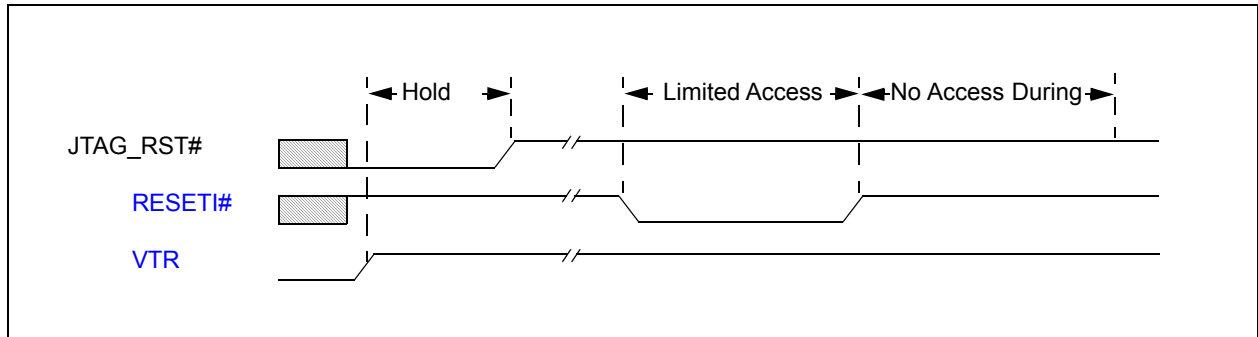 Hold
Limited Access
No Access During
JTAG_RST#
RESETI#
VTR